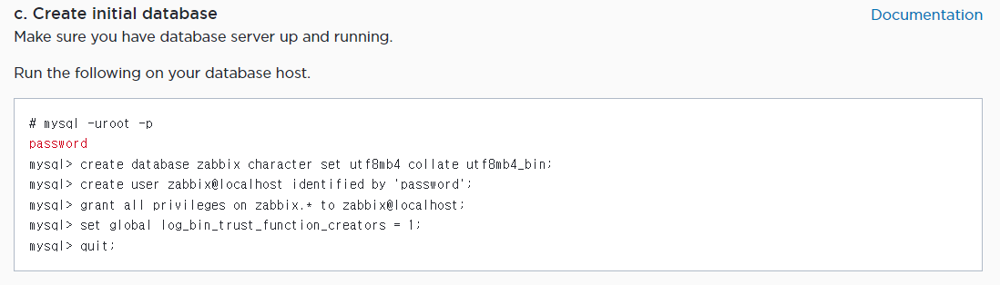 c. Create initial database
Documentation
Make sure you have database server up and running.
Run the following on your database host.
# mysql -uroot -p
password
mysql> create database zabbix character set utf8mb4 collate utf8mb4_bin;
mysql> create user zabbix@localhost identified by 'password';
mysql> grant all privileges on zabbix.* to zabbix@localhost;
mysql> set global log_bin_trust_function_creators = 1;
mysql> quit;